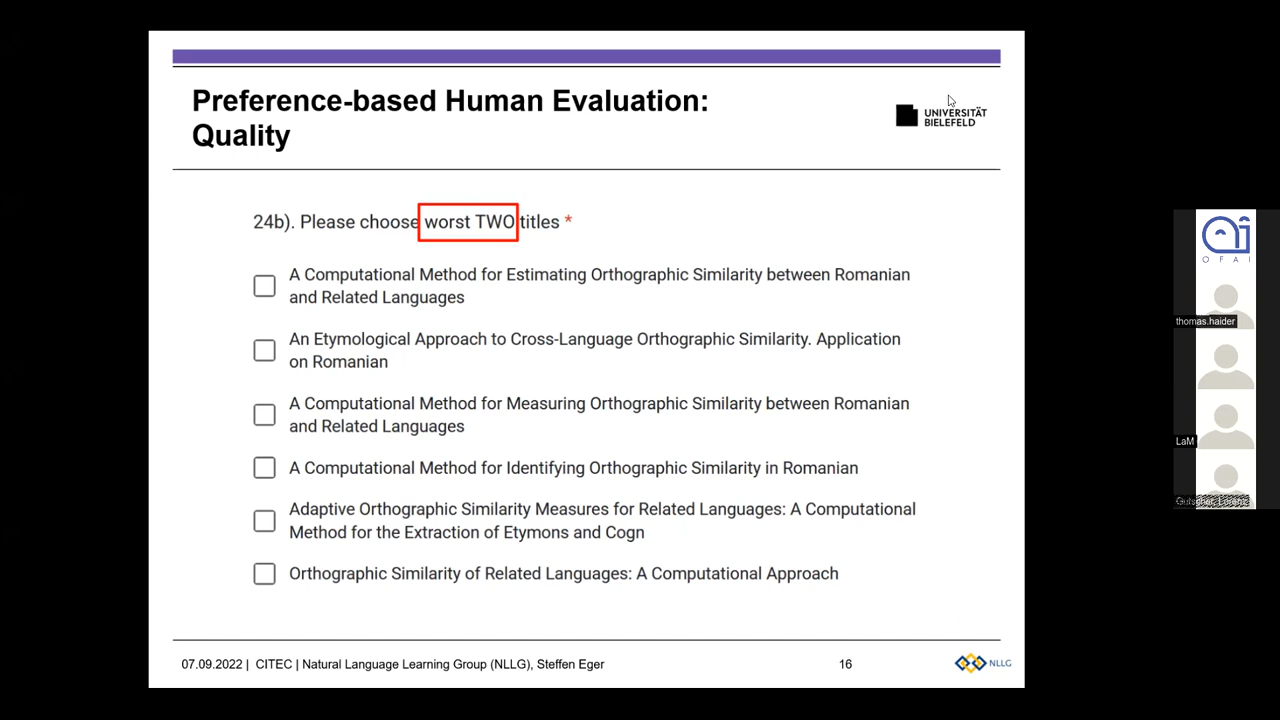 Preference-based Human Evaluation:
Quality
UNIVERSITÄT
BIELEFELD
24b). Please choose worst TWO titles *
A Computational Method for Estimating Orthographic Similarity between Romanian
and Related Languages
An Etymological Approach to Cross-Language Orthographic Similarity. Application
on Romanian
A Computational Method for Measuring Orthographic Similarity between Romanian
and Related Languages
A Computational Method for Identifying Orthographic Similarity in Romanian
Adaptive Orthographic Similarity Measures for Related Languages: A Computational
Method for the Extraction of Etymons and Cogn
Orthographic Similarity of Related Languages: A Computational Approach
07.09.2022 | CITEC | Natural Language Learning Group (NLLG), Steffen Eger
16
NLLG
OFAI
thomas.haider
LaM